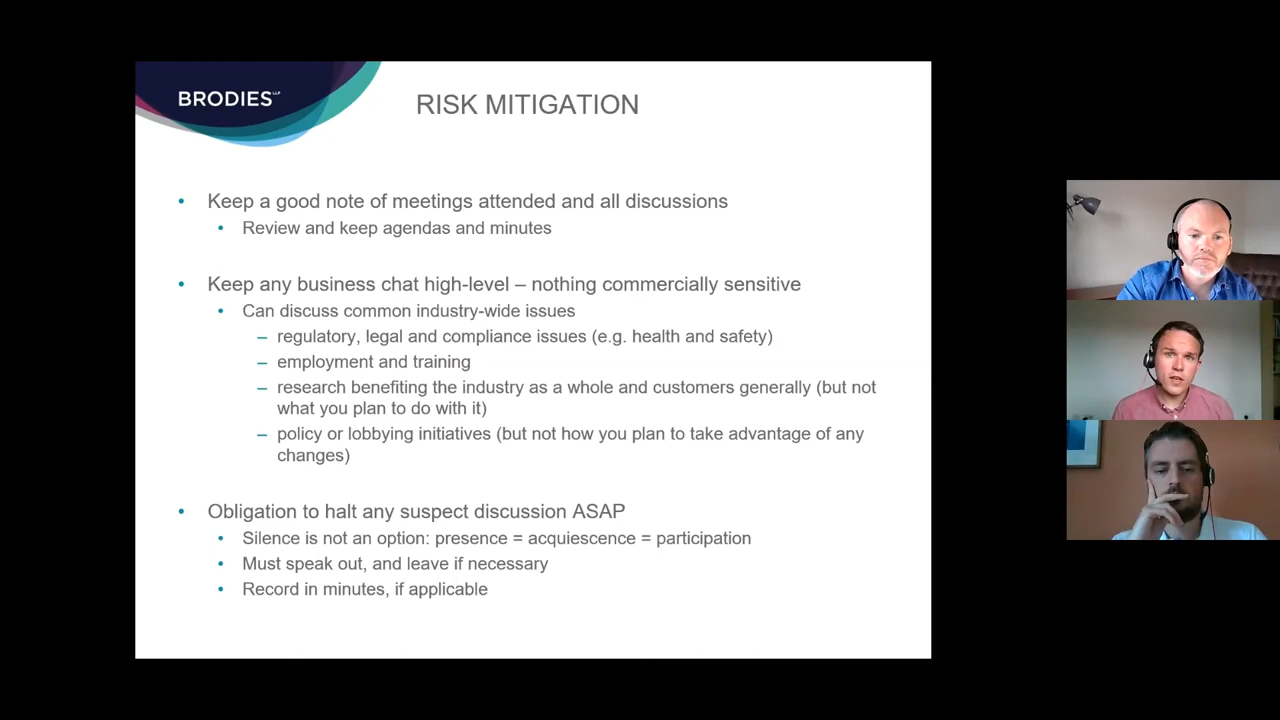 BRODIES LLP
RISK MITIGATION
• Keep a good note of meetings attended and all discussions
• Review and keep agendas and minutes
• Keep any business chat high-level – nothing commercially sensitive
• Can discuss common industry-wide issues
– regulatory, legal and compliance issues (e.g. health and safety)
– employment and training
– research benefiting the industry as a whole and customers generally (but not
what you plan to do with it)
– policy or lobbying initiatives (but not how you plan to take advantage of any
changes)
• Obligation to halt any suspect discussion ASAP
• Silence is not an option: presence = acquiescence = participation
• Must speak out, and leave if necessary
• Record in minutes, if applicable